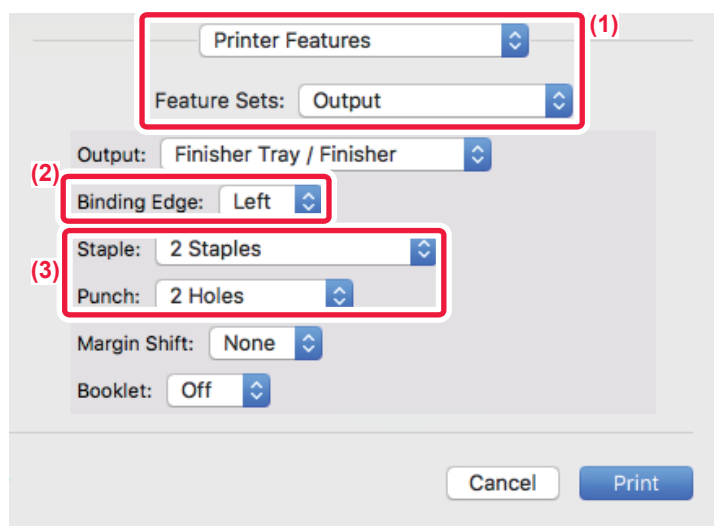 Printer Features
(1)
Feature Sets: Output
Output: Finisher Tray / Finisher
(2)
Binding Edge: Left
Staple: 2 Staples
(3)
Punch: 2 Holes
Margin Shift: None
Booklet: Off
Cancel Print